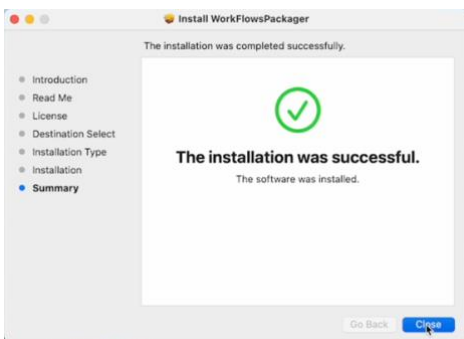 Install WorkFlowsPackager
The installation was completed successfully.
Introduction
Read Me
License
Destination Select
Installation Type
Installation
Summary
The installation was successful.
The software was installed.
Go Back
Close